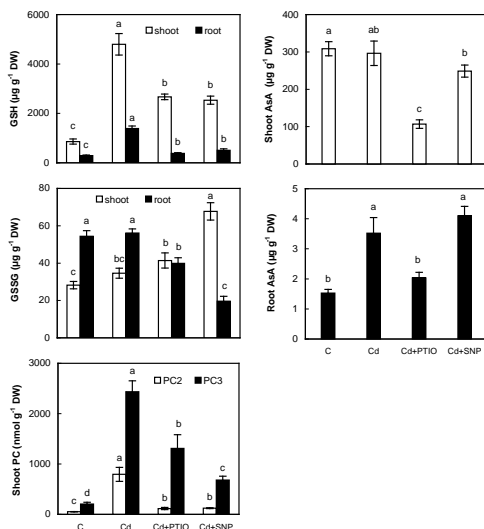 shoot root
GSH (µg g-1 DW)
6000
4000
2000
0
c
c
a
a
b
b
b
b
a
ab
c
b
Shoot AsA (µg g-1 DW)
400
300
200
100
0
shoot root
GSSG (µg g-1 DW)
80
60
40
20
0
c
a
bc
a
b
b
a
c
Root AsA (µg g-1 DW)
5
4
3
2
1
0
b
a
b
a
C Cd Cd+PTIO Cd+SNP
PC2 PC3
Shoot PC (nmol g-1 DW)
3000
2000
1000
0
c
d
a
a
b
b
b
c
C Cd Cd+PTIO Cd+SNP